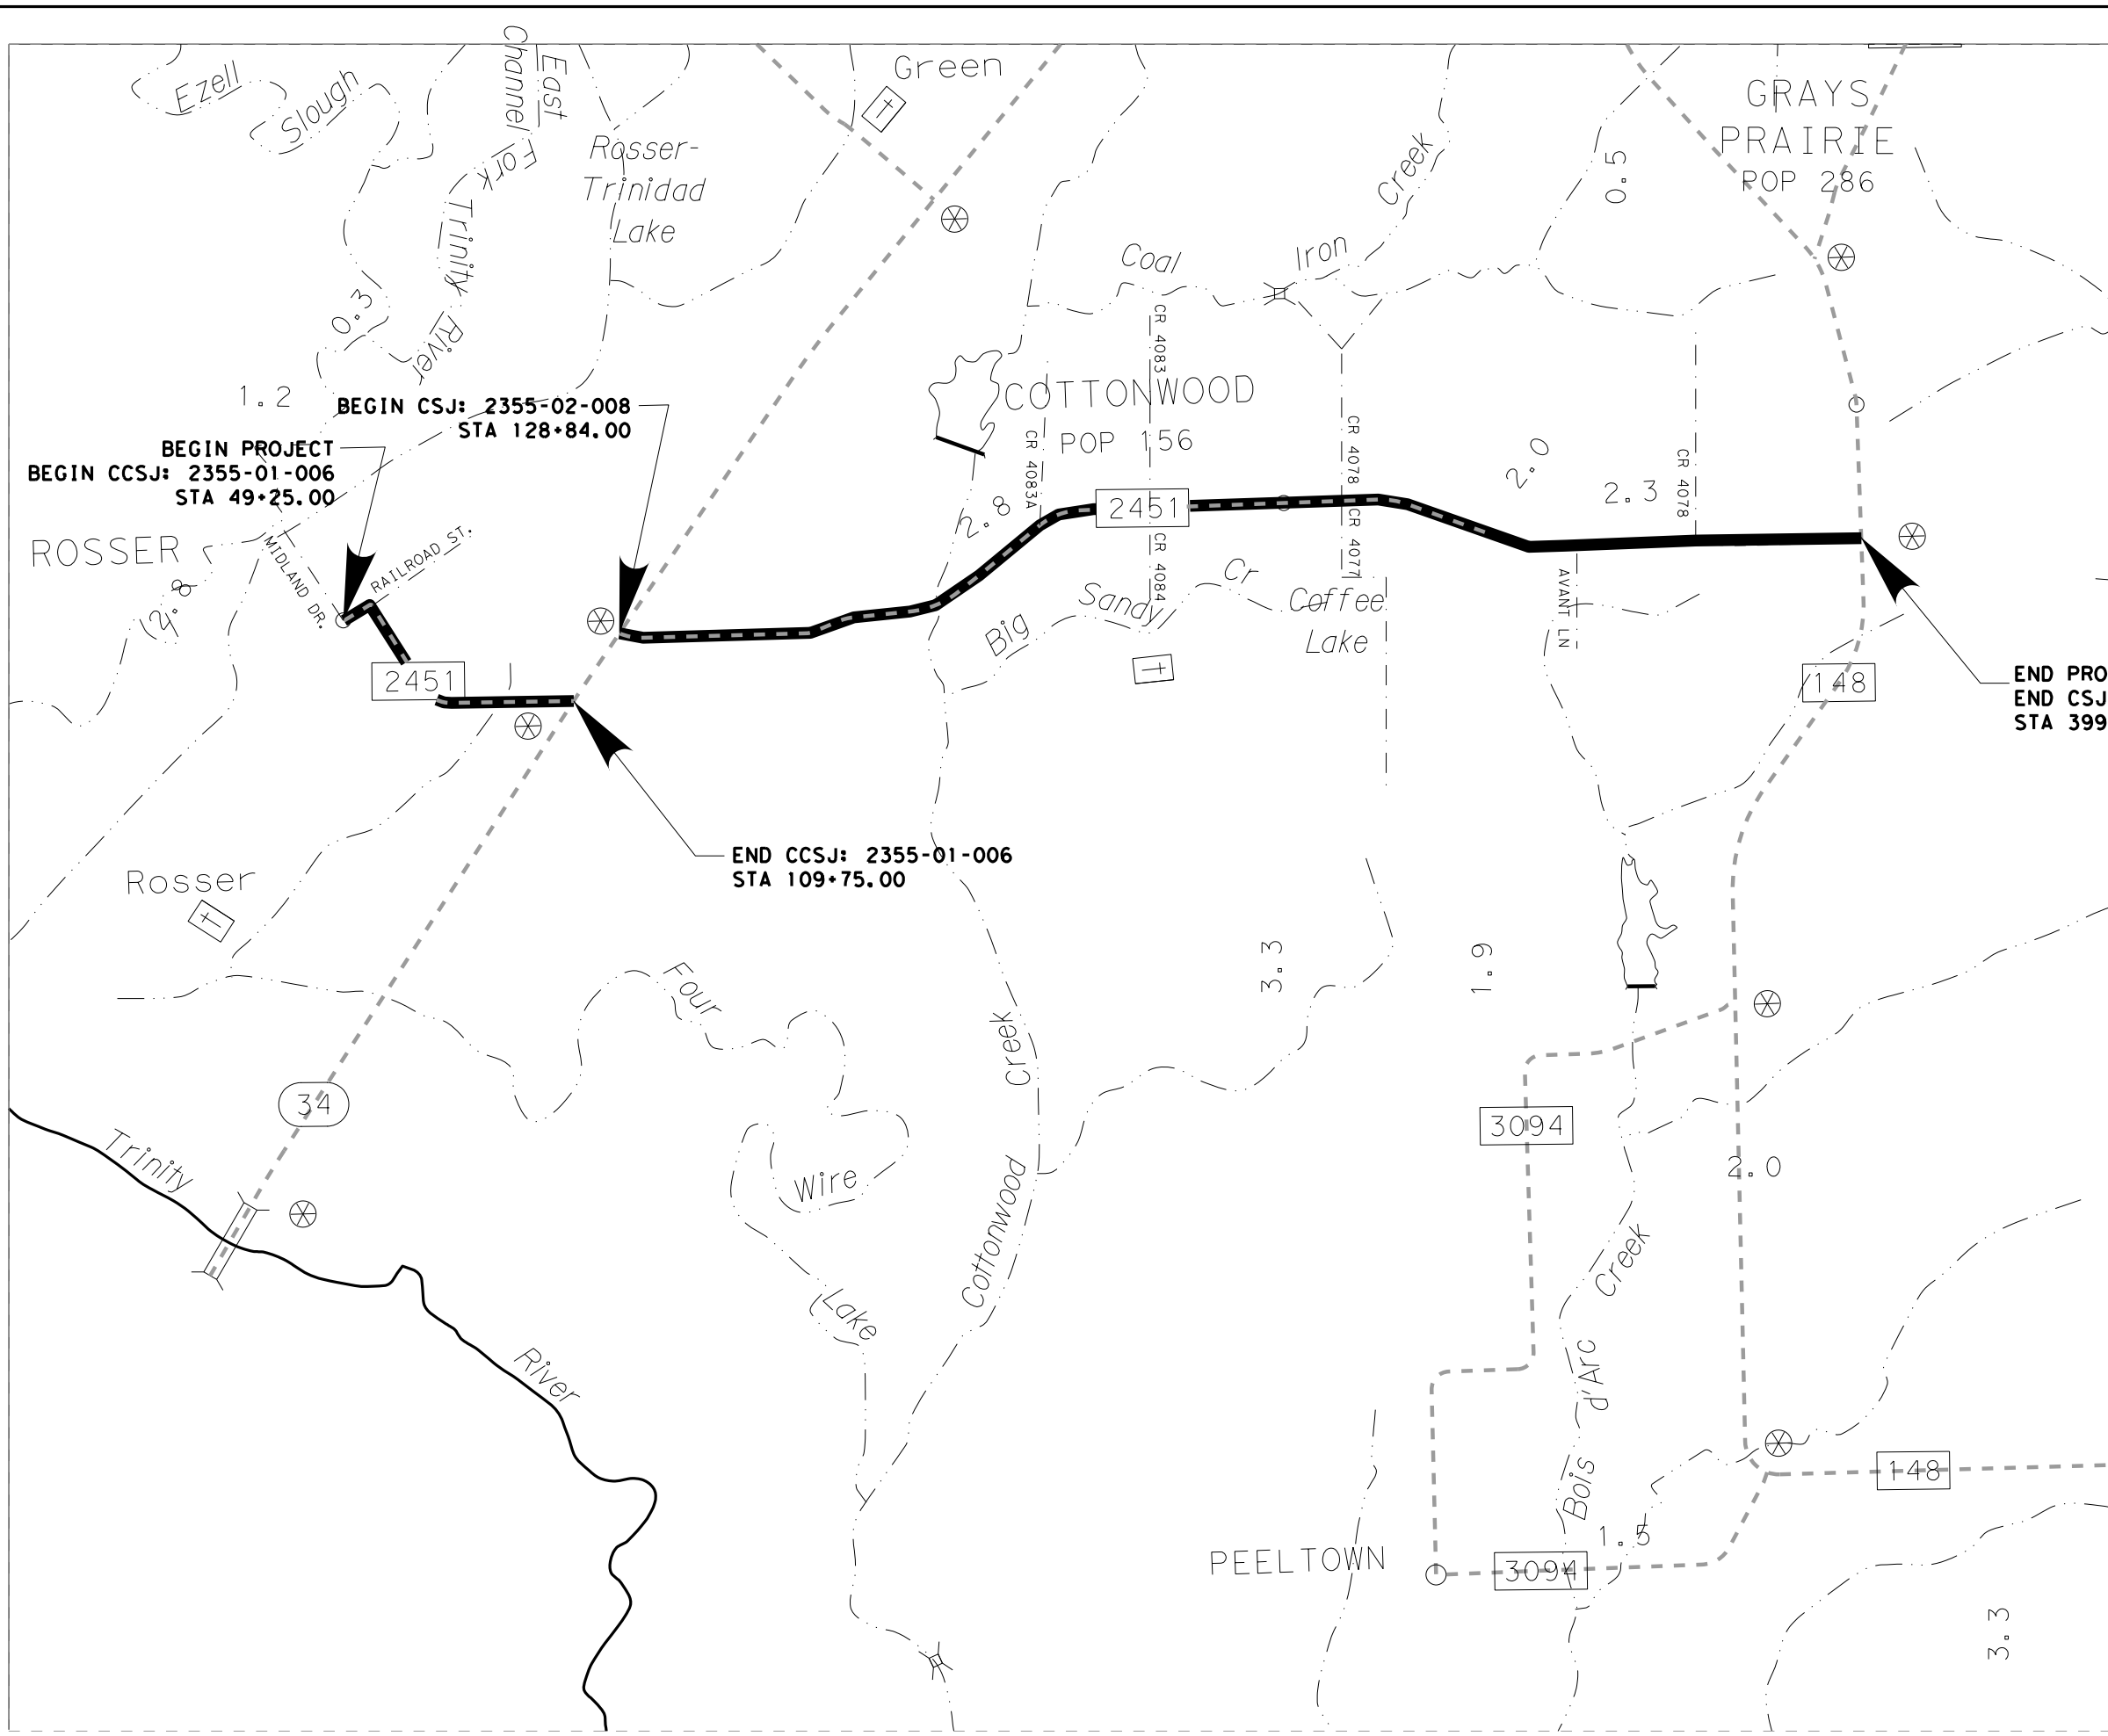 Ezell
Slough
East
Channel
Fork
Trinity
River
Rosser-
Trinidad
Lake
Green
Creek
0.5
GRAYS
PRAIRIE
POP 286
Coal
Iron
0.3
1.2
BEGIN CSJ: 2355-02-008
STA 128+84.00
BEGIN PROJECT
BEGIN CCSJ: 2355-01-006
STA 49+25.00
COTTONWOOD
POP 156
CR 4083
CR 4083A
CR 4078
CR 4078
2.0
2.3
2.8
2451
ROSSER
MIDLAND DR.
RAILROAD ST.
(2.8
CR 4084
CR 4077
Big
Sandy
Cr
Coffee
Lake
AVANT LN
2451
148
END PRO
END CSJ
STA 399
END CCSJ: 2355-01-006
STA 109+75.00
Rosser
Four
Creek
3.3
1.9
34
Trinity
Wire
Cottonwood
3094
2.0
Creek
Lake
River
d'Arc
Bois
148
PEELTOWN
3094
1.5
3.3